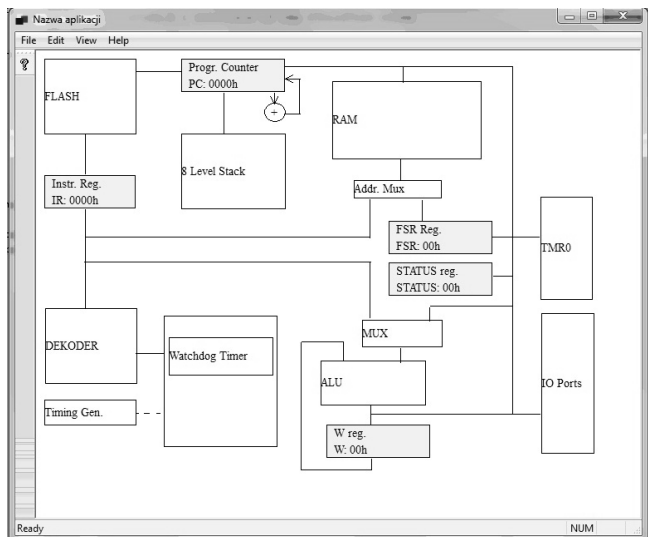 Nazwa aplikacji
File Edit View Help
FLASH
Progr. Counter
PC: 0000h
+
RAM
8 Level Stack
Instr. Reg.
IR: 0000h
Addr. Mux
FSR Reg.
FSR: 00h
TMR0
STATUS reg.
STATUS: 00h
MUX
DEKODER
Watchdog Timer
ALU
IO Ports
Timing Gen.
W reg.
W: 00h
Ready NUM